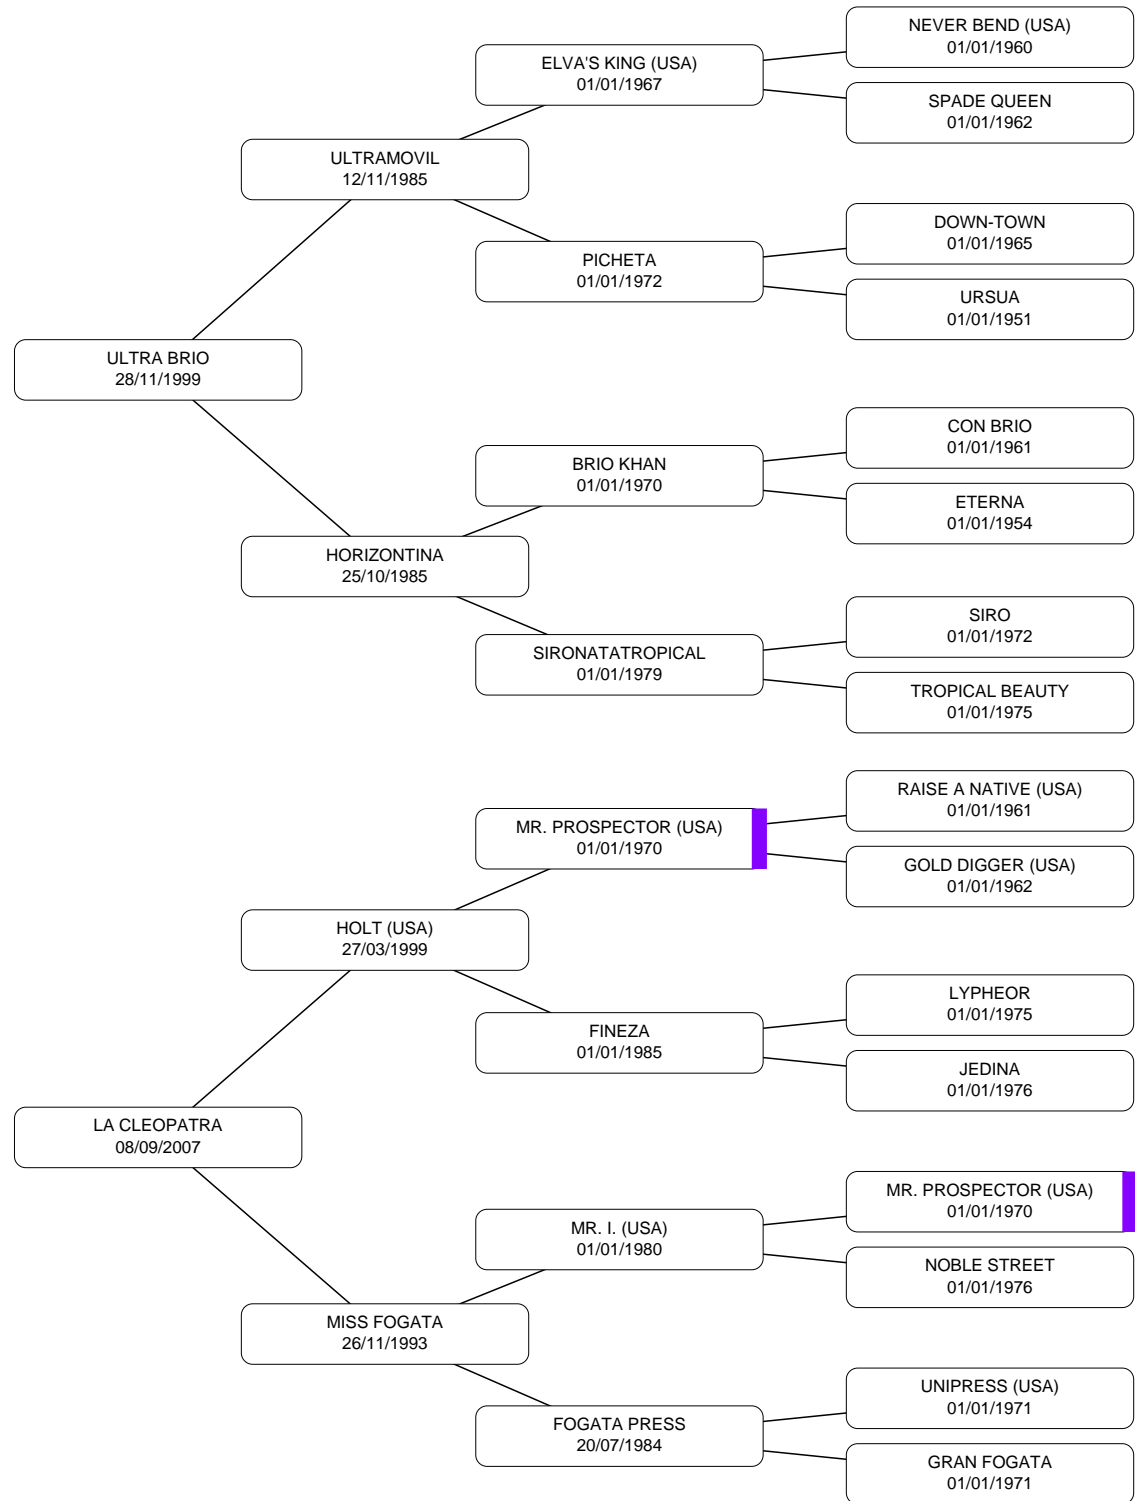 NEVER BEND (USA)
01/01/1960
ELVA'S KING (USA)
01/01/1967
SPADE QUEEN
01/01/1962
ULTRAMOVIL
12/11/1985
DOWN-TOWN
01/01/1965
PICHETA
01/01/1972
URSUA
01/01/1951
ULTRA BRIO
28/11/1999
CON BRIO
01/01/1961
BRIO KHAN
01/01/1970
ETERNA
01/01/1954
HORIZONTINA
25/10/1985
SIRO
01/01/1972
SIRONATATROPICAL
01/01/1979
TROPICAL BEAUTY
01/01/1975
RAISE A NATIVE (USA)
01/01/1961
MR. PROSPECTOR (USA)
01/01/1970
GOLD DIGGER (USA)
01/01/1962
HOLT (USA)
27/03/1999
LYPHEOR
01/01/1975
FINEZA
01/01/1985
JEDINA
01/01/1976
LA CLEOPATRA
08/09/2007
MR. PROSPECTOR (USA)
01/01/1970
MR. I. (USA)
01/01/1980
NOBLE STREET
01/01/1976
MISS FOGATA
26/11/1993
UNIPRESS (USA)
01/01/1971
FOGATA PRESS
20/07/1984
GRAN FOGATA
01/01/1971